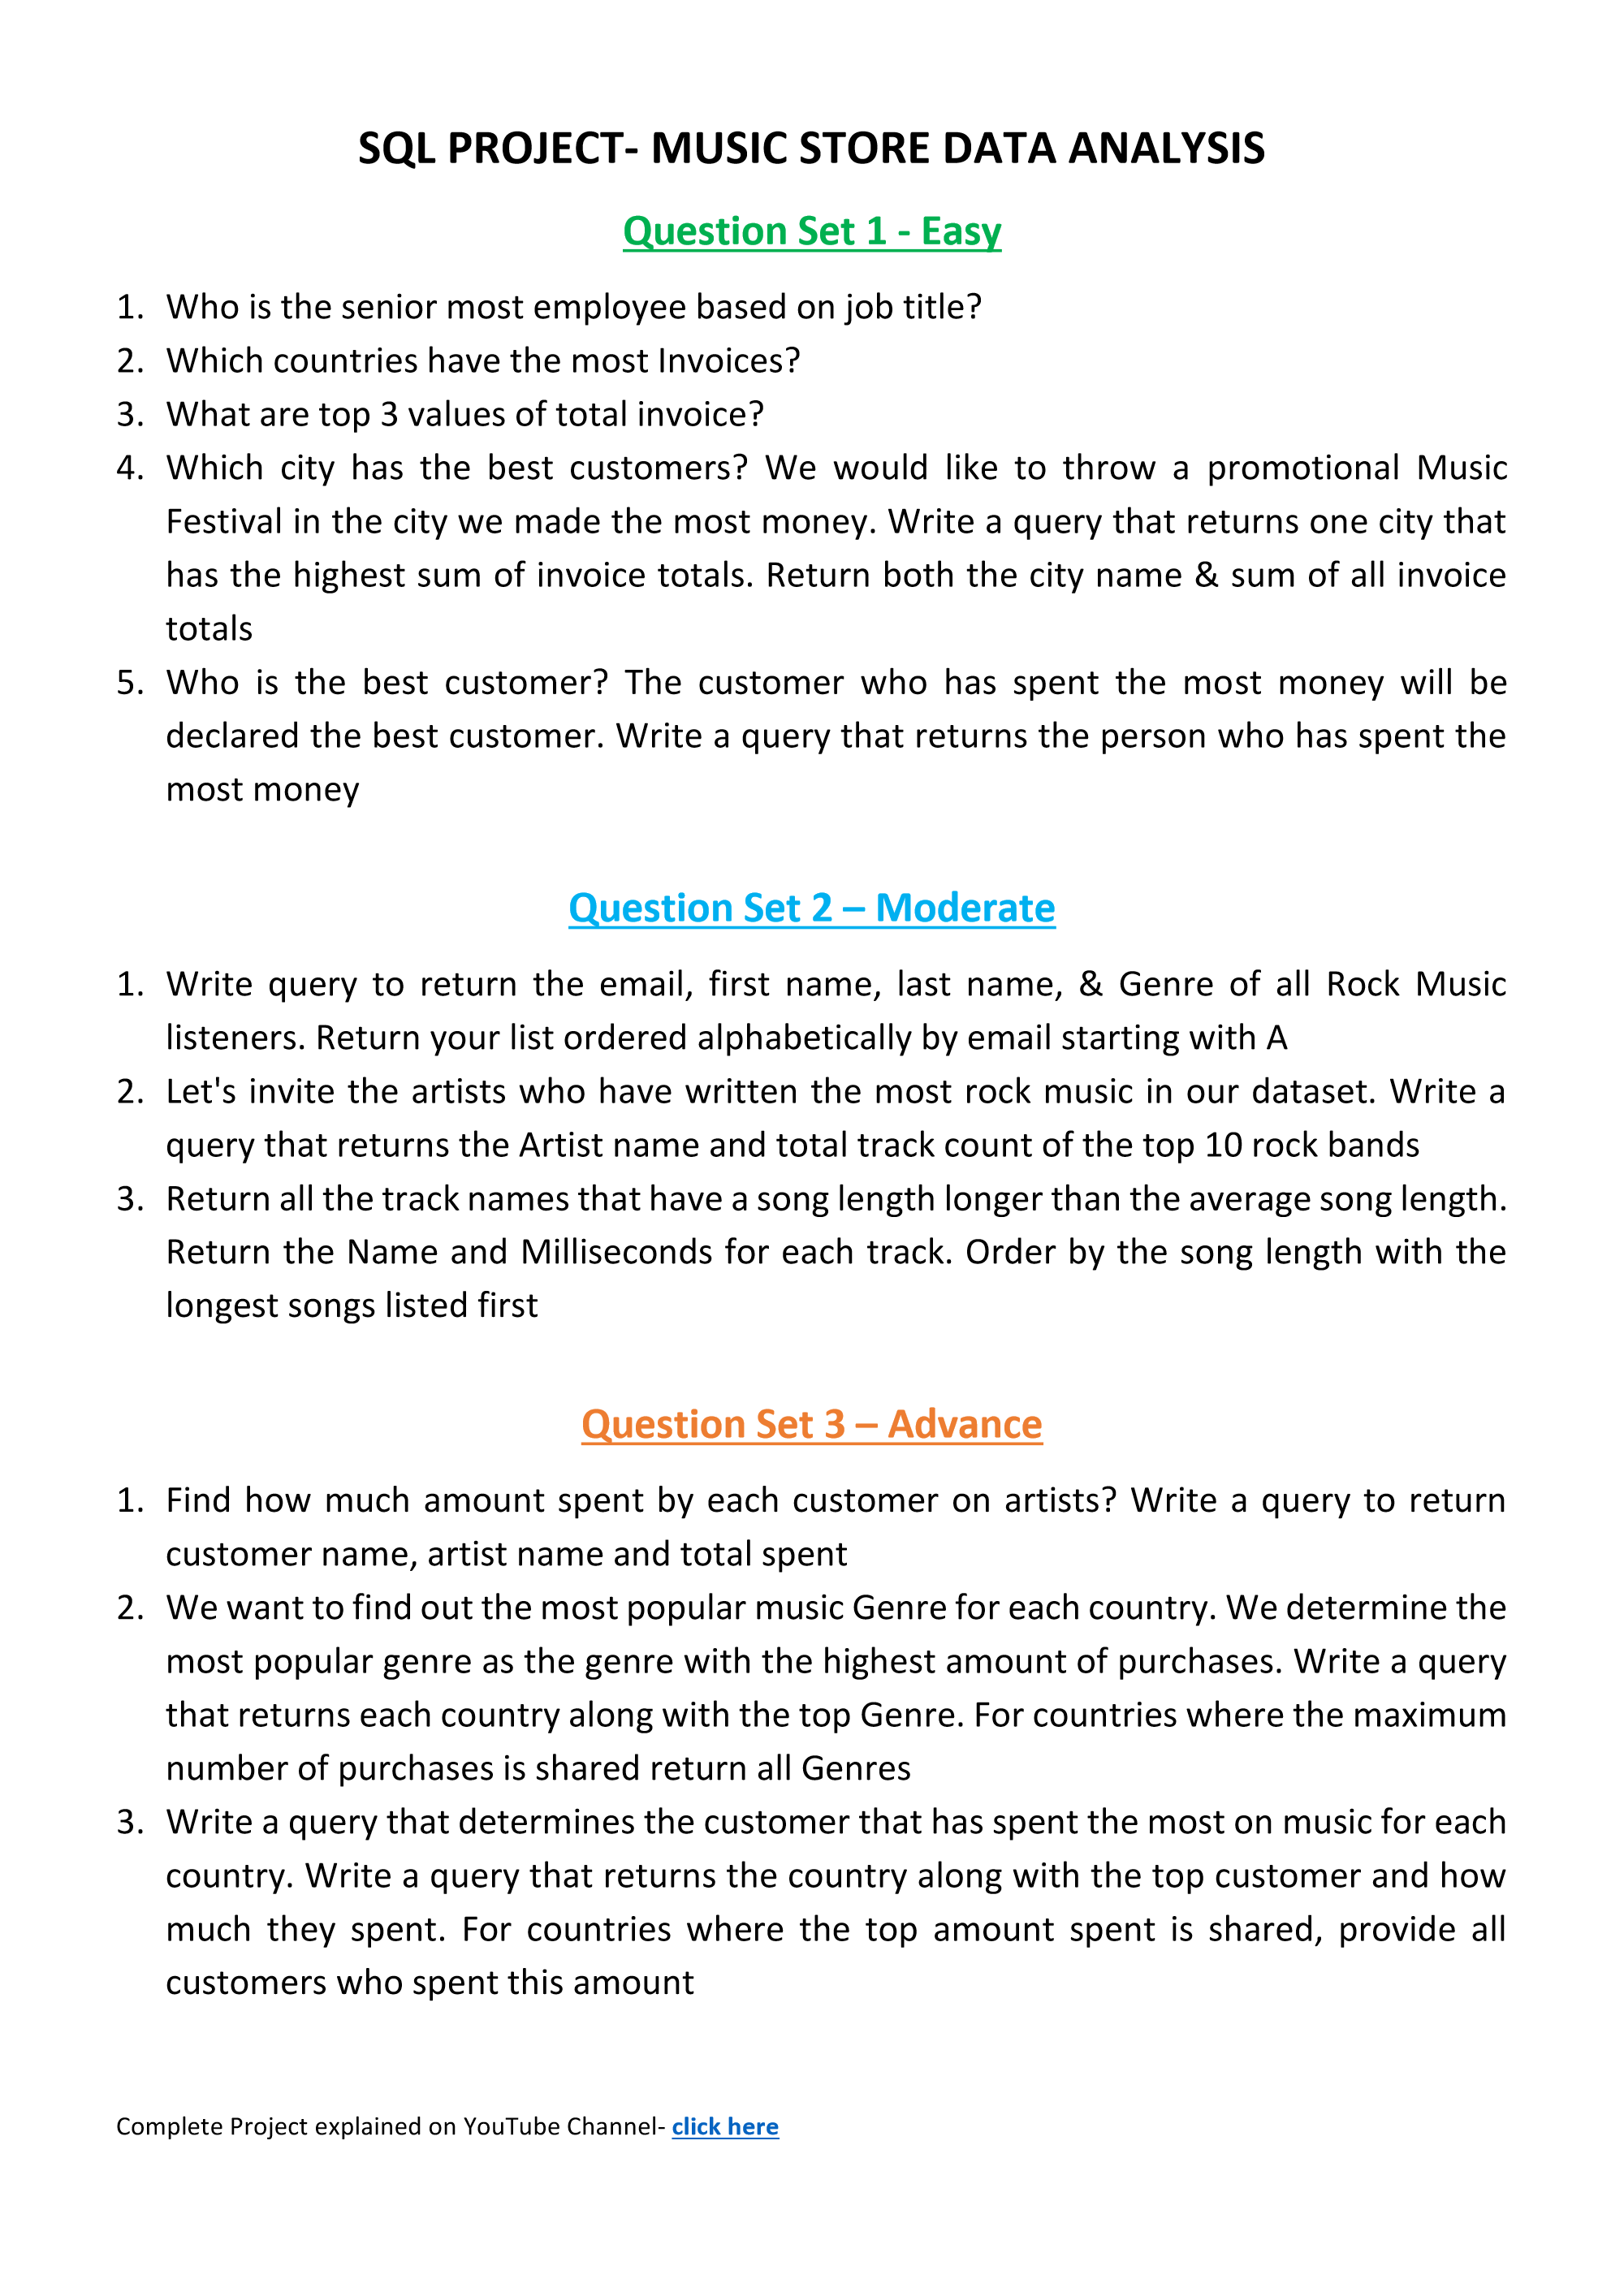 SQL PROJECT- MUSIC STORE DATA ANALYSIS
Question Set 1 - Easy
1. Who is the senior most employee based on job title?
2. Which countries have the most Invoices?
3. What are top 3 values of total invoice?
4. Which city has the best customers? We would like to throw a promotional Music
Festival in the city we made the most money. Write a query that returns one city that
has the highest sum of invoice totals. Return both the city name & sum of all invoice
totals
5. Who is the best customer? The customer who has spent the most money will be
declared the best customer. Write a query that returns the person who has spent the
most money
Question Set 2 – Moderate
1. Write query to return the email, first name, last name, & Genre of all Rock Music
listeners. Return your list ordered alphabetically by email starting with A
2. Let's invite the artists who have written the most rock music in our dataset. Write a
query that returns the Artist name and total track count of the top 10 rock bands
3. Return all the track names that have a song length longer than the average song length.
Return the Name and Milliseconds for each track. Order by the song length with the
longest songs listed first
Question Set 3 – Advance
1. Find how much amount spent by each customer on artists? Write a query to return
customer name, artist name and total spent
2. We want to find out the most popular music Genre for each country. We determine the
most popular genre as the genre with the highest amount of purchases. Write a query
that returns each country along with the top Genre. For countries where the maximum
number of purchases is shared return all Genres
3. Write a query that determines the customer that has spent the most on music for each
country. Write a query that returns the country along with the top customer and how
much they spent. For countries where the top amount spent is shared, provide all
customers who spent this amount
Complete Project explained on YouTube Channel- click here